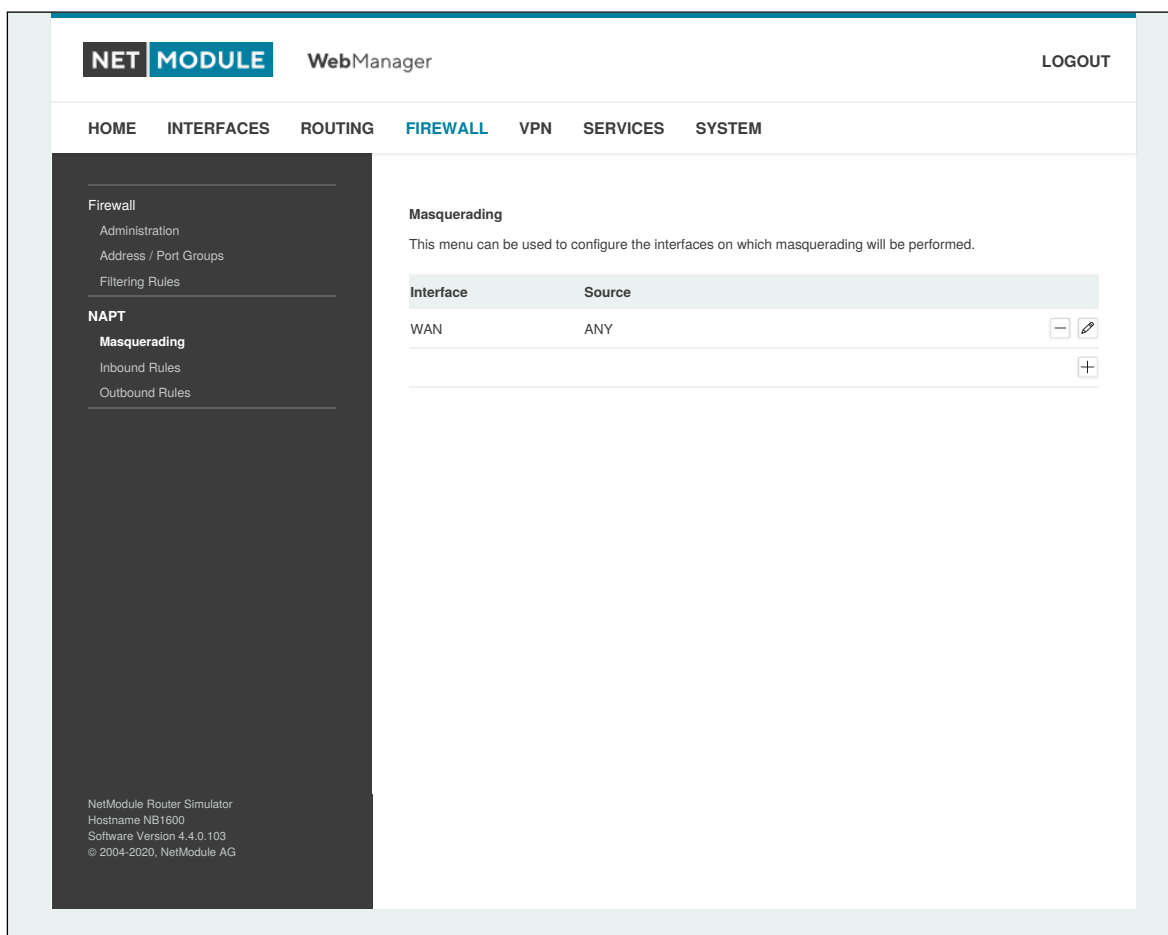 NET MODULE WebManager LOGOUT
HOME INTERFACES ROUTING FIREWALL VPN SERVICES SYSTEM
Firewall
Administration
Address / Port Groups
Filtering Rules
NAPT
Masquerading
Inbound Rules
Outbound Rules
NetModule Router Simulator
Hostname NB1600
Software Version 4.4.0.103
© 2004-2020, NetModule AG
Masquerading
This menu can be used to configure the interfaces on which masquerading will be performed.
Interface Source
WAN ANY